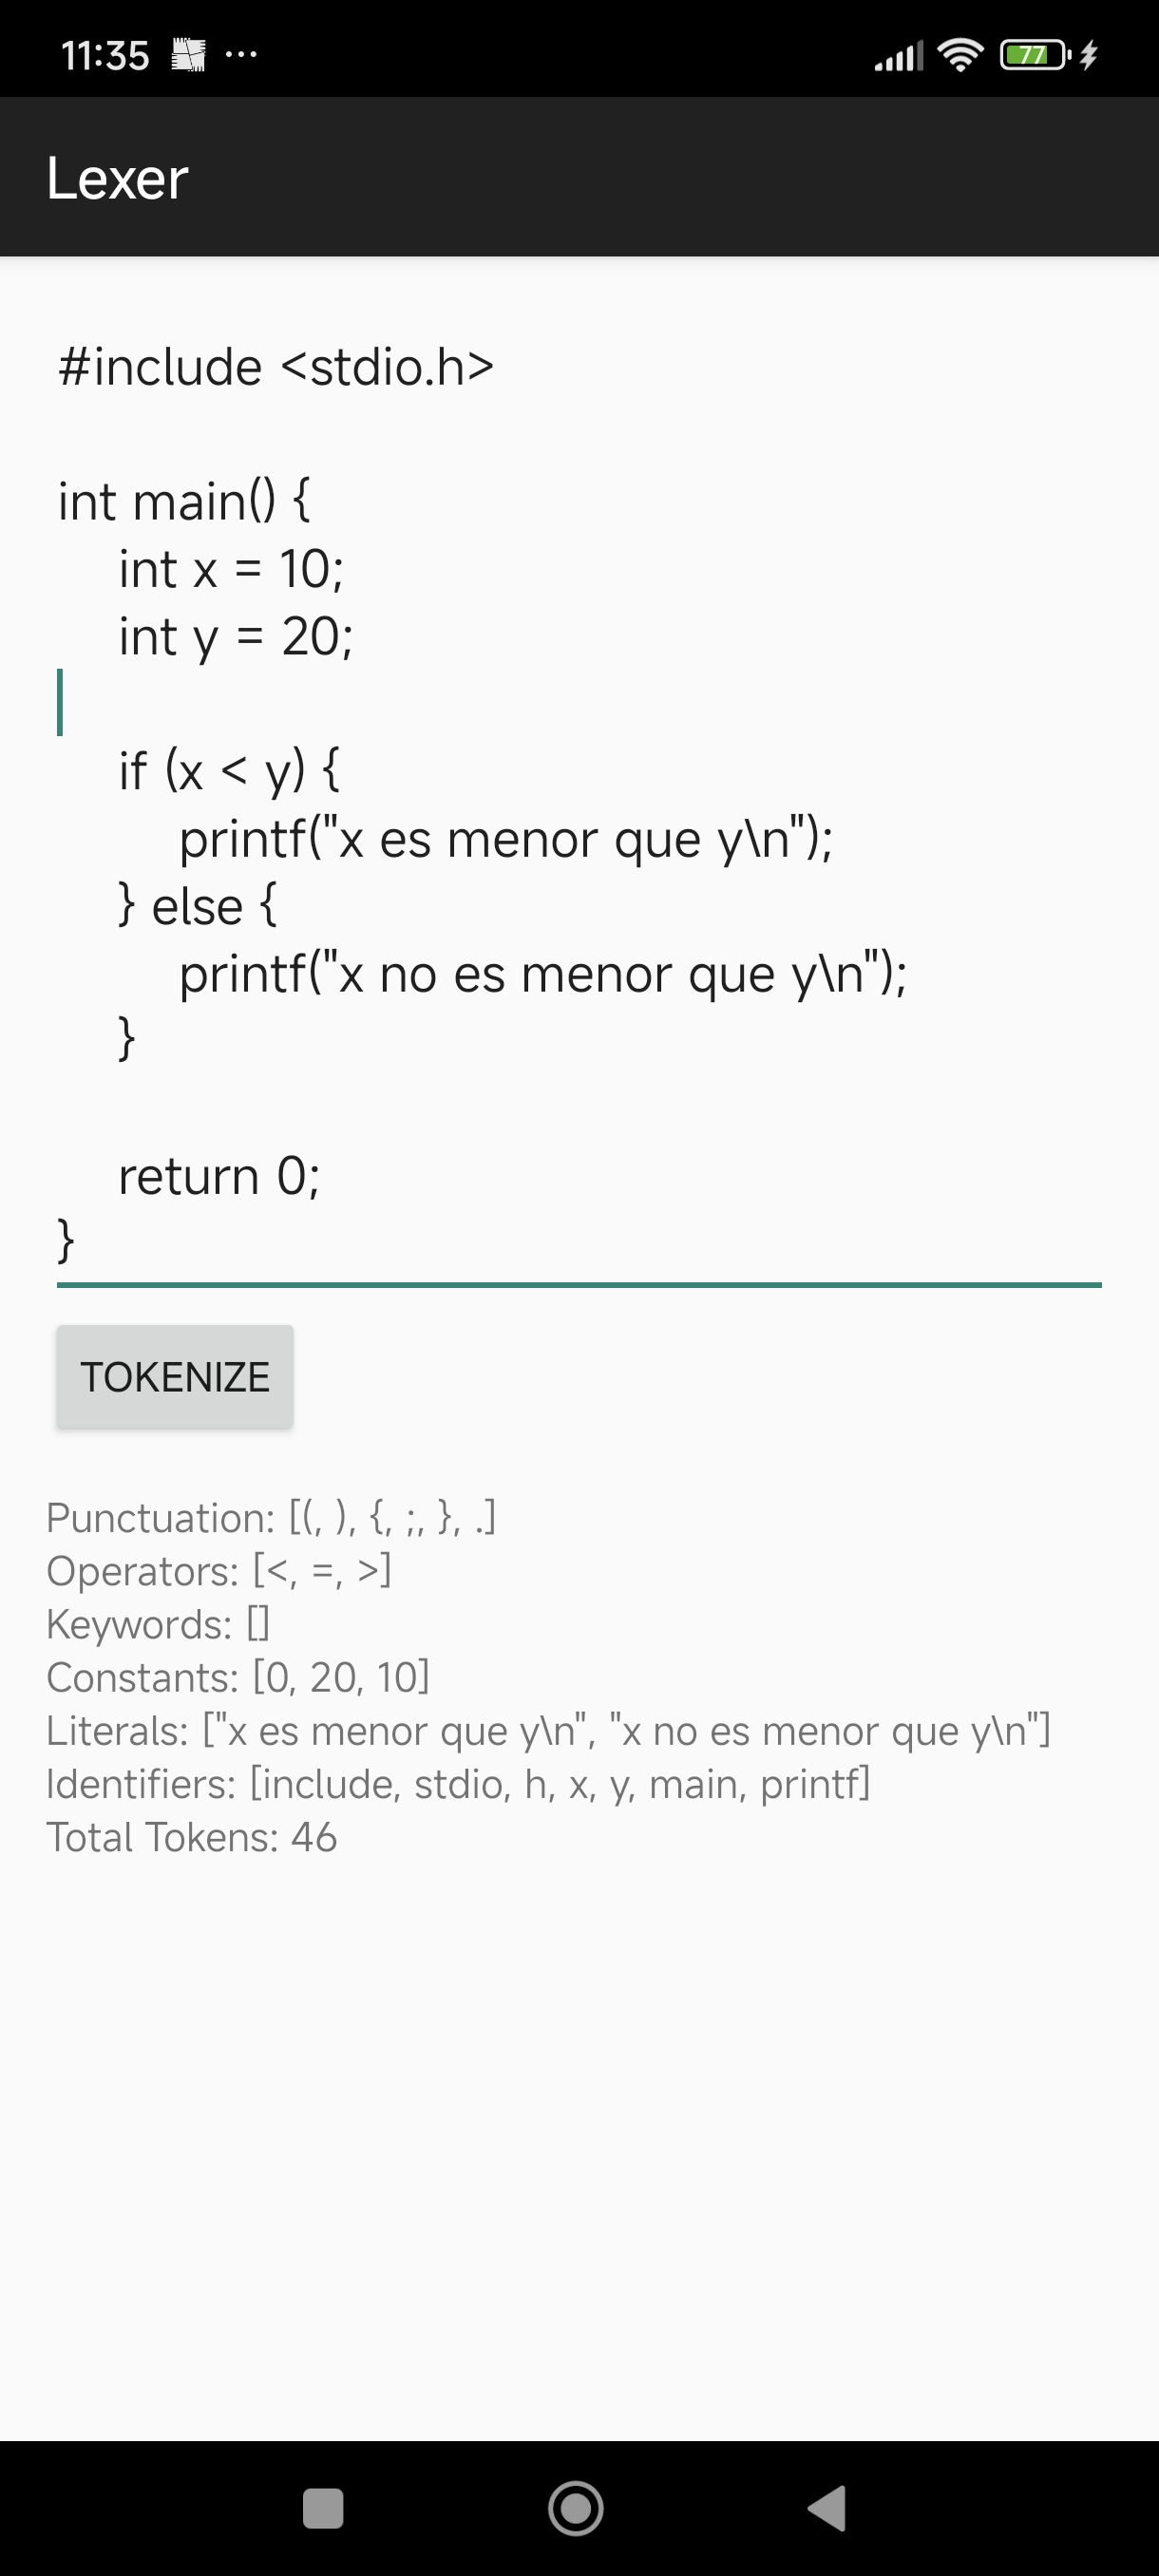 11:35 ... 77
Lexer
#include <stdio.h>
int main() {
int x = 10;
int y = 20;
if (x < y) {
printf("x es menor que y\n");
} else {
printf("x no es menor que y\n");
}
return 0;
}
TOKENIZE
Punctuation: [(, ), {, ;, }, .]
Operators: [<, =, >]
Keywords: []
Constants: [0, 20, 10]
Literals: ["x es menor que y\n", "x no es menor que y\n"]
Identifiers: [include, stdio, h, x, y, main, printf]
Total Tokens: 46